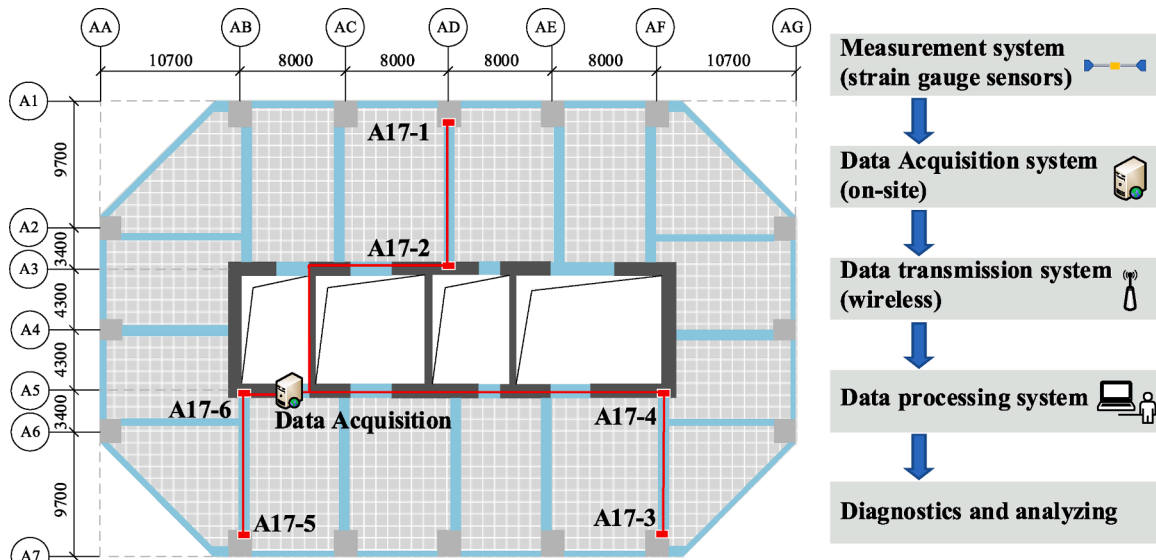 AA
AB
AC
AD
AE
AF
AG
10700
8000
8000
8000
8000
10700
A1
A2
A3
A4
A5
A6
A7
9700
3400
4300
4300
3400
9700
A17-1
A17-2
A17-6
A17-4
Data Acquisition
A17-5
A17-3
Measurement system
(strain gauge sensors)
Data Acquisition system
(on-site)
Data transmission system
(wireless)
Data processing system
Diagnostics and analyzing